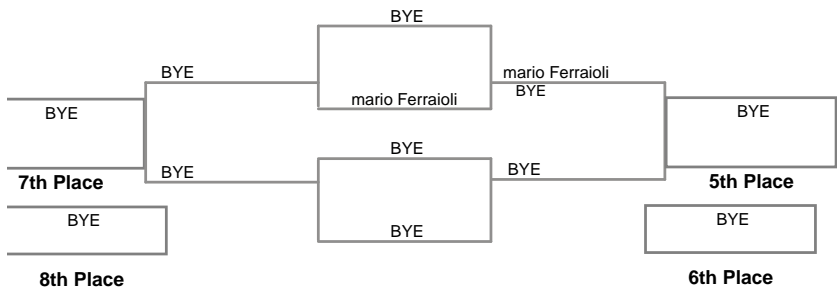 BYE
BYE
mario Ferraioli
BYE
mario Ferraioli
BYE
BYE
BYE
BYE
BYE
BYE
7th Place
5th Place
BYE
BYE
BYE
8th Place
6th Place